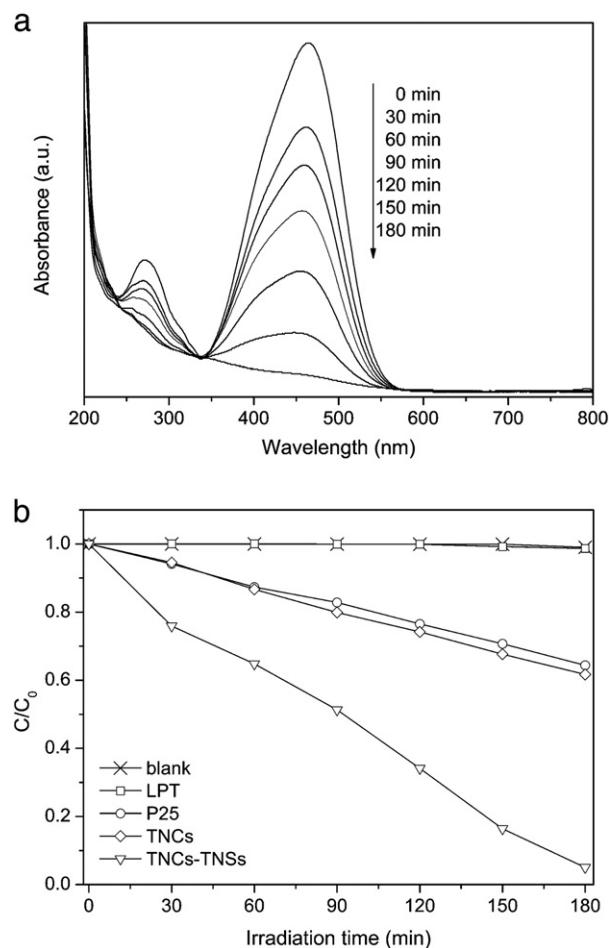 a
Absorbance (a.u.)
0 min
30 min
60 min
90 min
120 min
150 min
180 min
200 300 400 500 600 700 800
Wavelength (nm)
b
C/C0
1.0
0.8
0.6
0.4
0.2
0.0
blank
LPT
P25
TNCs
TNCs-TNSs
0 30 60 90 120 150 180
Irradiation time (min)